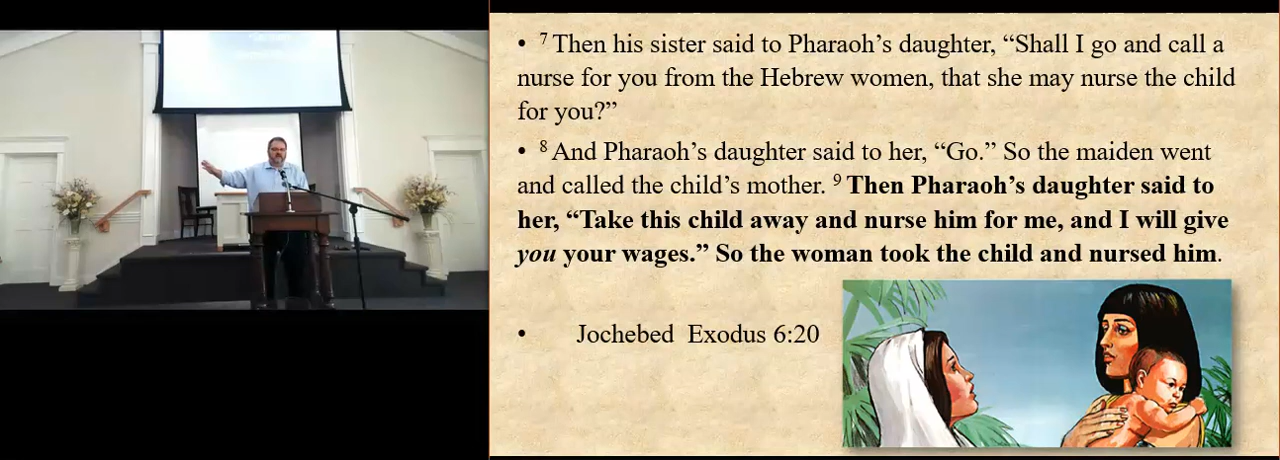 • 7 Then his sister said to Pharaoh’s daughter, “Shall I go and call a
nurse for you from the Hebrew women, that she may nurse the child
for you?”
• 8 And Pharaoh’s daughter said to her, “Go.” So the maiden went
and called the child’s mother. 9 Then Pharaoh’s daughter said to
her, “Take this child away and nurse him for me, and I will give
you your wages.” So the woman took the child and nursed him.
• Jochebed Exodus 6:20